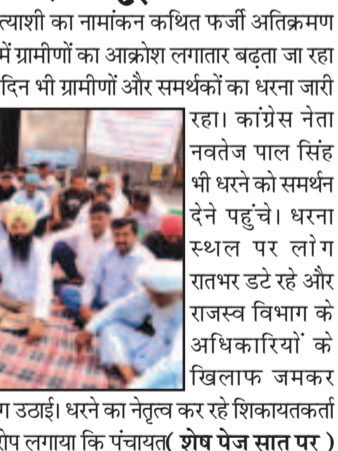 त्याशी का नामांकन कथित फर्जी अतिक्रमण
में ग्रामीणों का आक्रोश लगातार बढ़ता जा रहा
दिन भी ग्रामीणों और समर्थकों का धरना जारी
रहा। कांग्रेस नेता
नवतेज पाल सिंह
भी धरने को समर्थन
देने पहुंचे। धरना
स्थल पर लोग
रातभर डटे रहे और
राजस्व विभाग के
अधिकारियों के
खिलाफ जमकर
ग उठाई। धरने का नेतृत्व कर रहे शिकायतकर्ता
रोप लगाया कि पंचायत( शेष पेज सात पर )